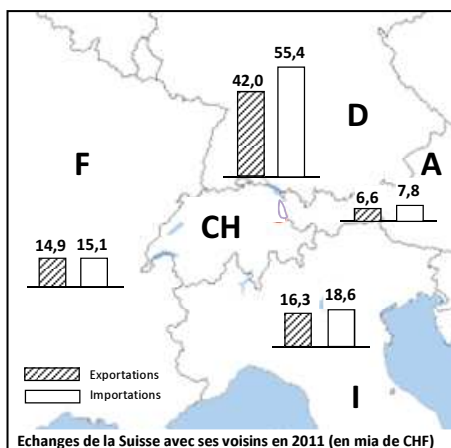 55,4
42,0
D
F
A
6,6 7,8
CH
14,9 15,1
16,3 18,6
Exportations
Importations
I
Echanges de la Suisse avec ses voisins en 2011 (en mia de CHF)